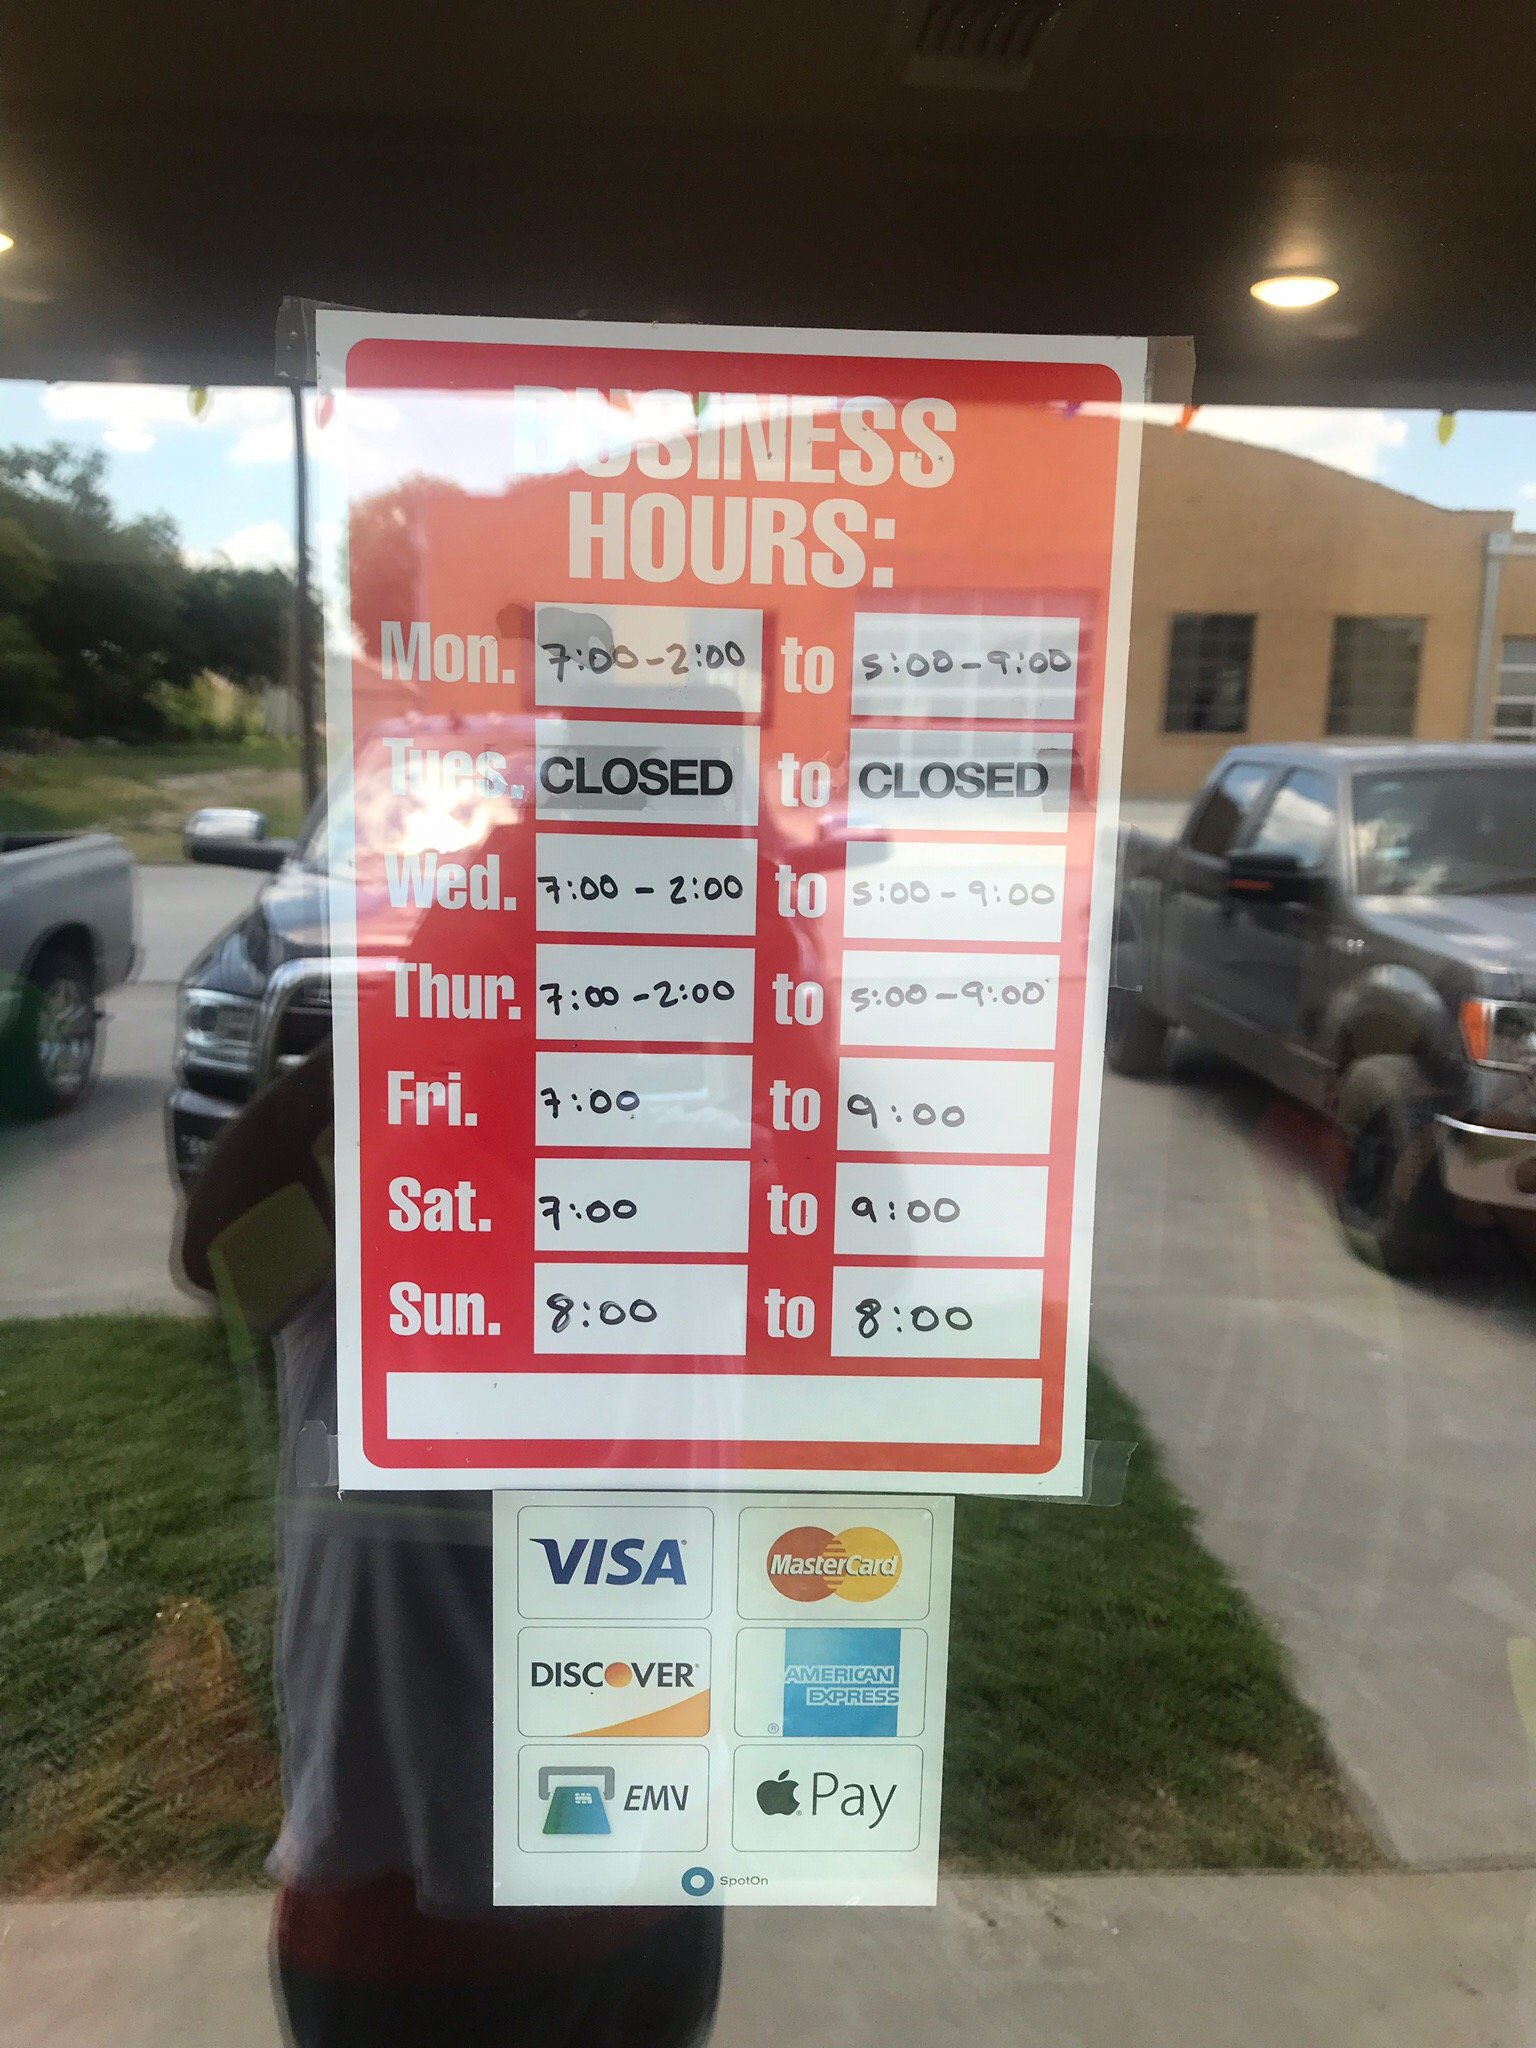 BUSINESS
HOURS:
Mon. 7:00-2:00 to 5:00-9:00
Tues. CLOSED to CLOSED
Wed. 7:00 - 2:00 to 5:00-9:00
Thur. 7:00-2:00 to 5:00-9:00
Fri. 7:00 to 9:00
Sat. 7:00 to 9:00
Sun. 8:00 to 8:00
VISA MasterCard
DISCOVER AMERICAN
EXPRESS
EMV Pay
SpotOn